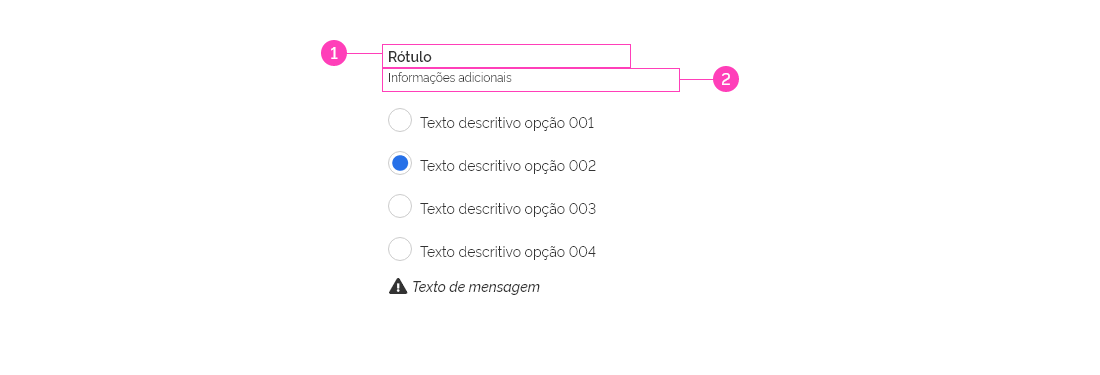 1
Rótulo
Informações adicionais
2
Texto descritivo opção 001
Texto descritivo opção 002
Texto descritivo opção 003
Texto descritivo opção 004
Texto de mensagem